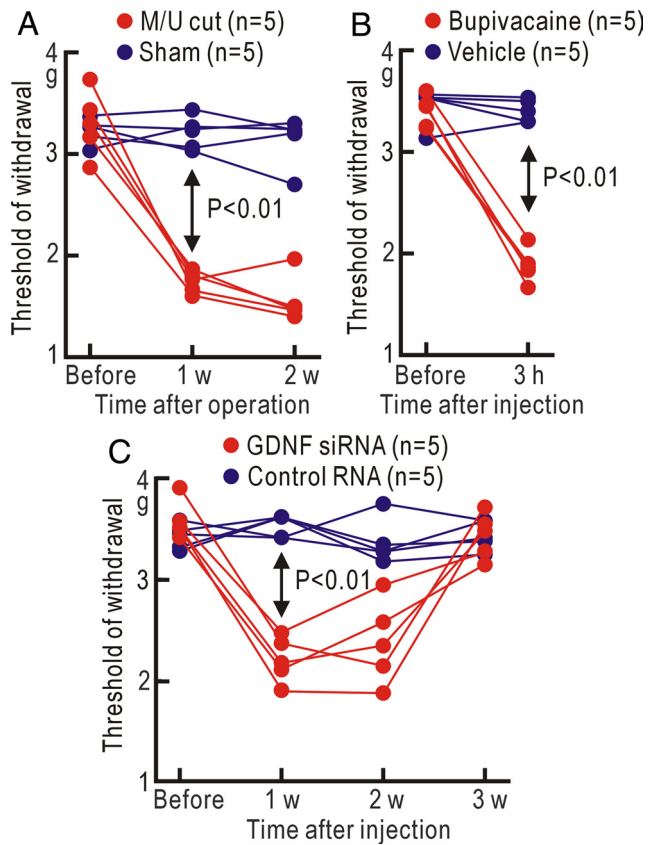 A
M/U cut (n=5)
Sham (n=5)
4
g
3
2
1
Threshold of withdrawal
P<0.01
Before 1 w 2 w
Time after operation
B
Bupivacaine (n=5)
Vehicle (n=5)
4
g
3
2
1
Threshold of withdrawal
P<0.01
Before 3 h
Time after injection
C
GDNF siRNA (n=5)
Control RNA (n=5)
4
g
3
2
1
Threshold of withdrawal
P<0.01
Before 1 w 2 w 3 w
Time after injection